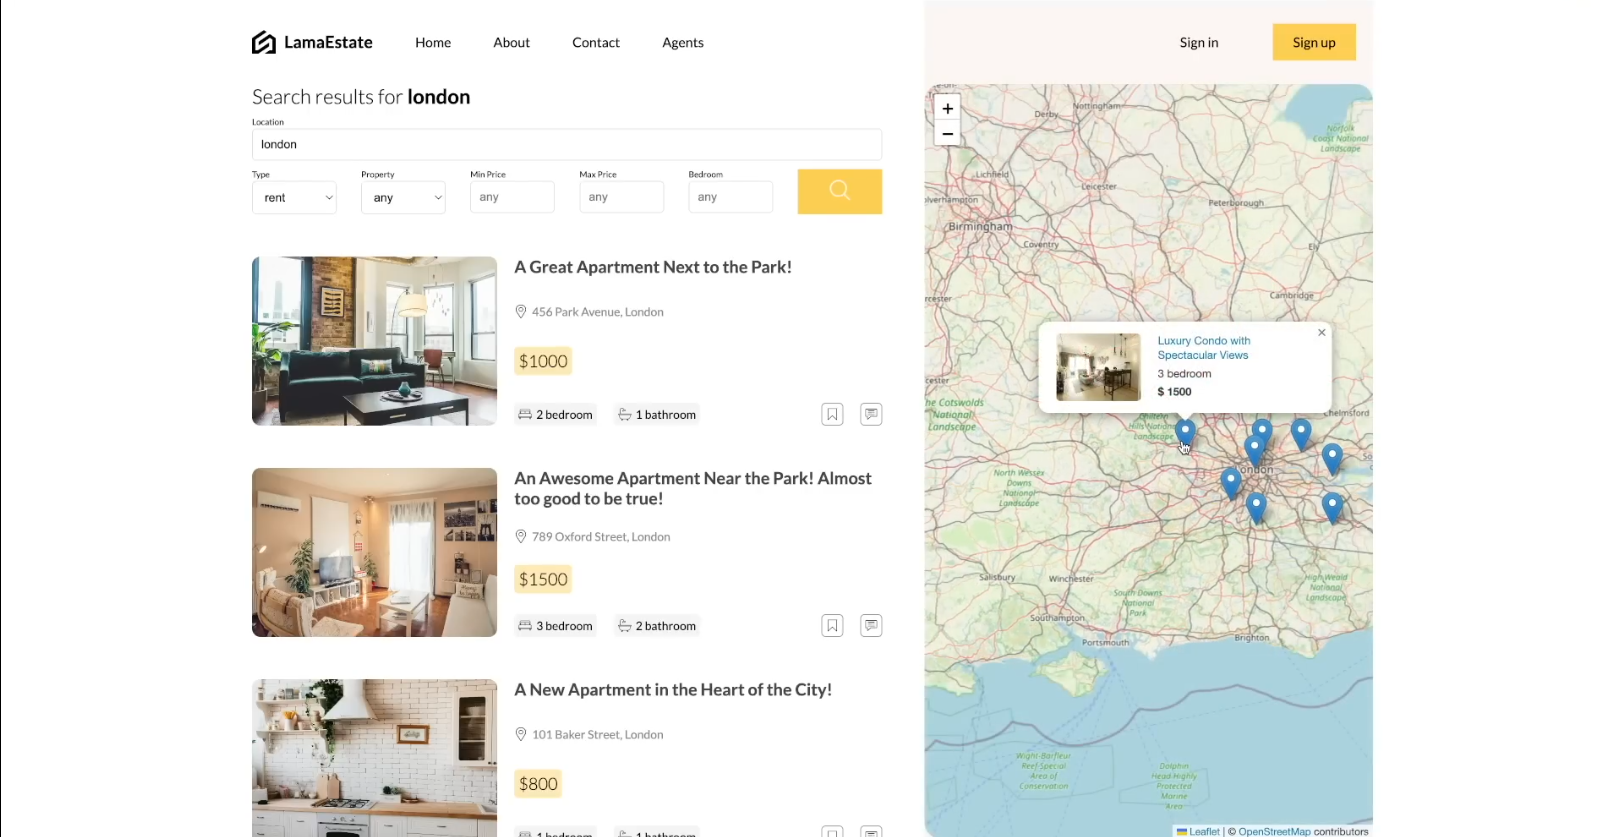 LamaEstate
Home
About
Contact
Agents
Sign in
Sign up
Search results for london
Location
london
Type
Property
Min Price
Max Price
Bedroom
rent
any
any
any
any
A Great Apartment Next to the Park!
456 Park Avenue, London
$1000
2 bedroom
1 bathroom
An Awesome Apartment Near the Park! Almost
too good to be true!
789 Oxford Street, London
$1500
3 bedroom
2 bathroom
A New Apartment in the Heart of the City!
101 Baker Street, London
$800
1 bedroom
1 bathroom
+
−
Nottingham
Derby
Norfolk
Coast National
Landscape
Lichfield
Leicester
Peterborough
Birmingham
Coventry
Ely
Cambridge
Luxury Condo with
Spectacular Views
3 bedroom
$ 1500
×
Chelmsford
The Cotswolds
National
Landscape
Hills National
Landscape
North Wessex
Downs
National
Landscape
London
Salisbury
Winchester
South Downs
National
Park
High Weald
National
Landscape
Southampton
Portsmouth
Brighton
Wight-Barfleur
Reef-Special
Area of
Conservation
Dolphin
Head-Highly
Protected
Marine
Area
Leaflet | © OpenStreetMap contributors